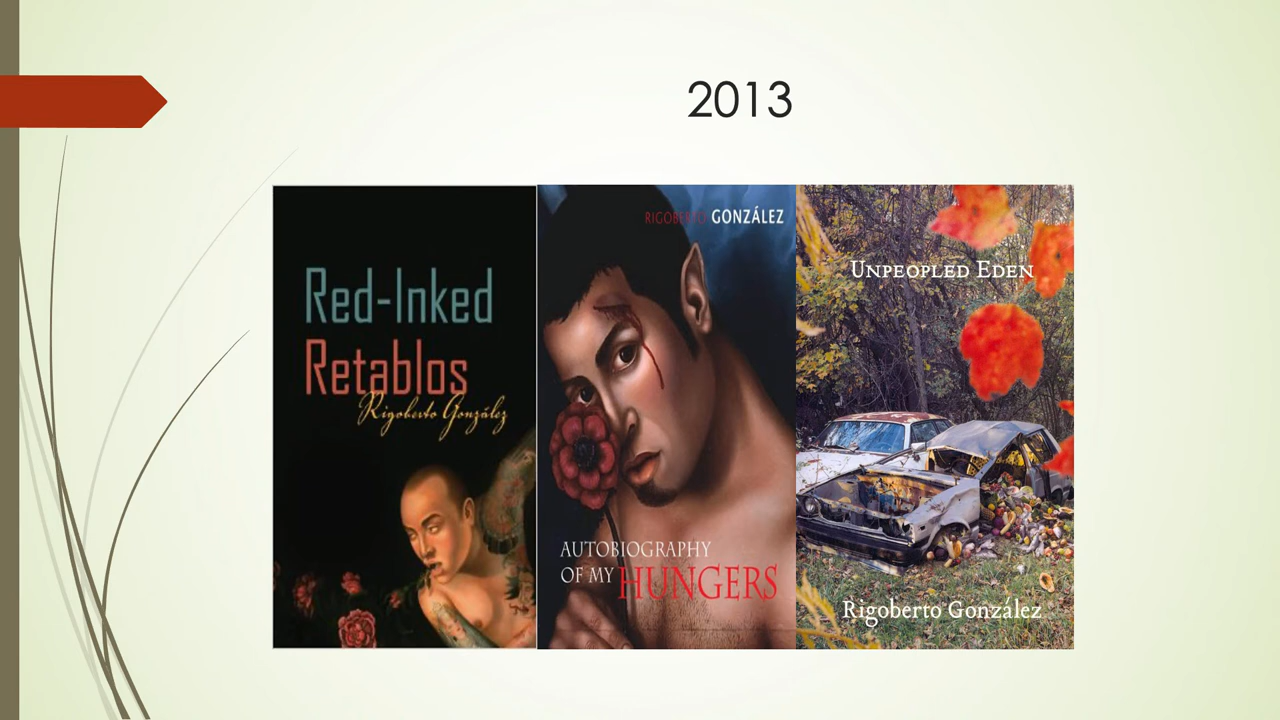 2013
Red-Inked
Retablos
Rigoberto González
RIGOBERTO GONZÁLEZ
AUTOBIOGRAPHY
OF MY HUNGERS
UNPEOPLED EDEN
Rigoberto González